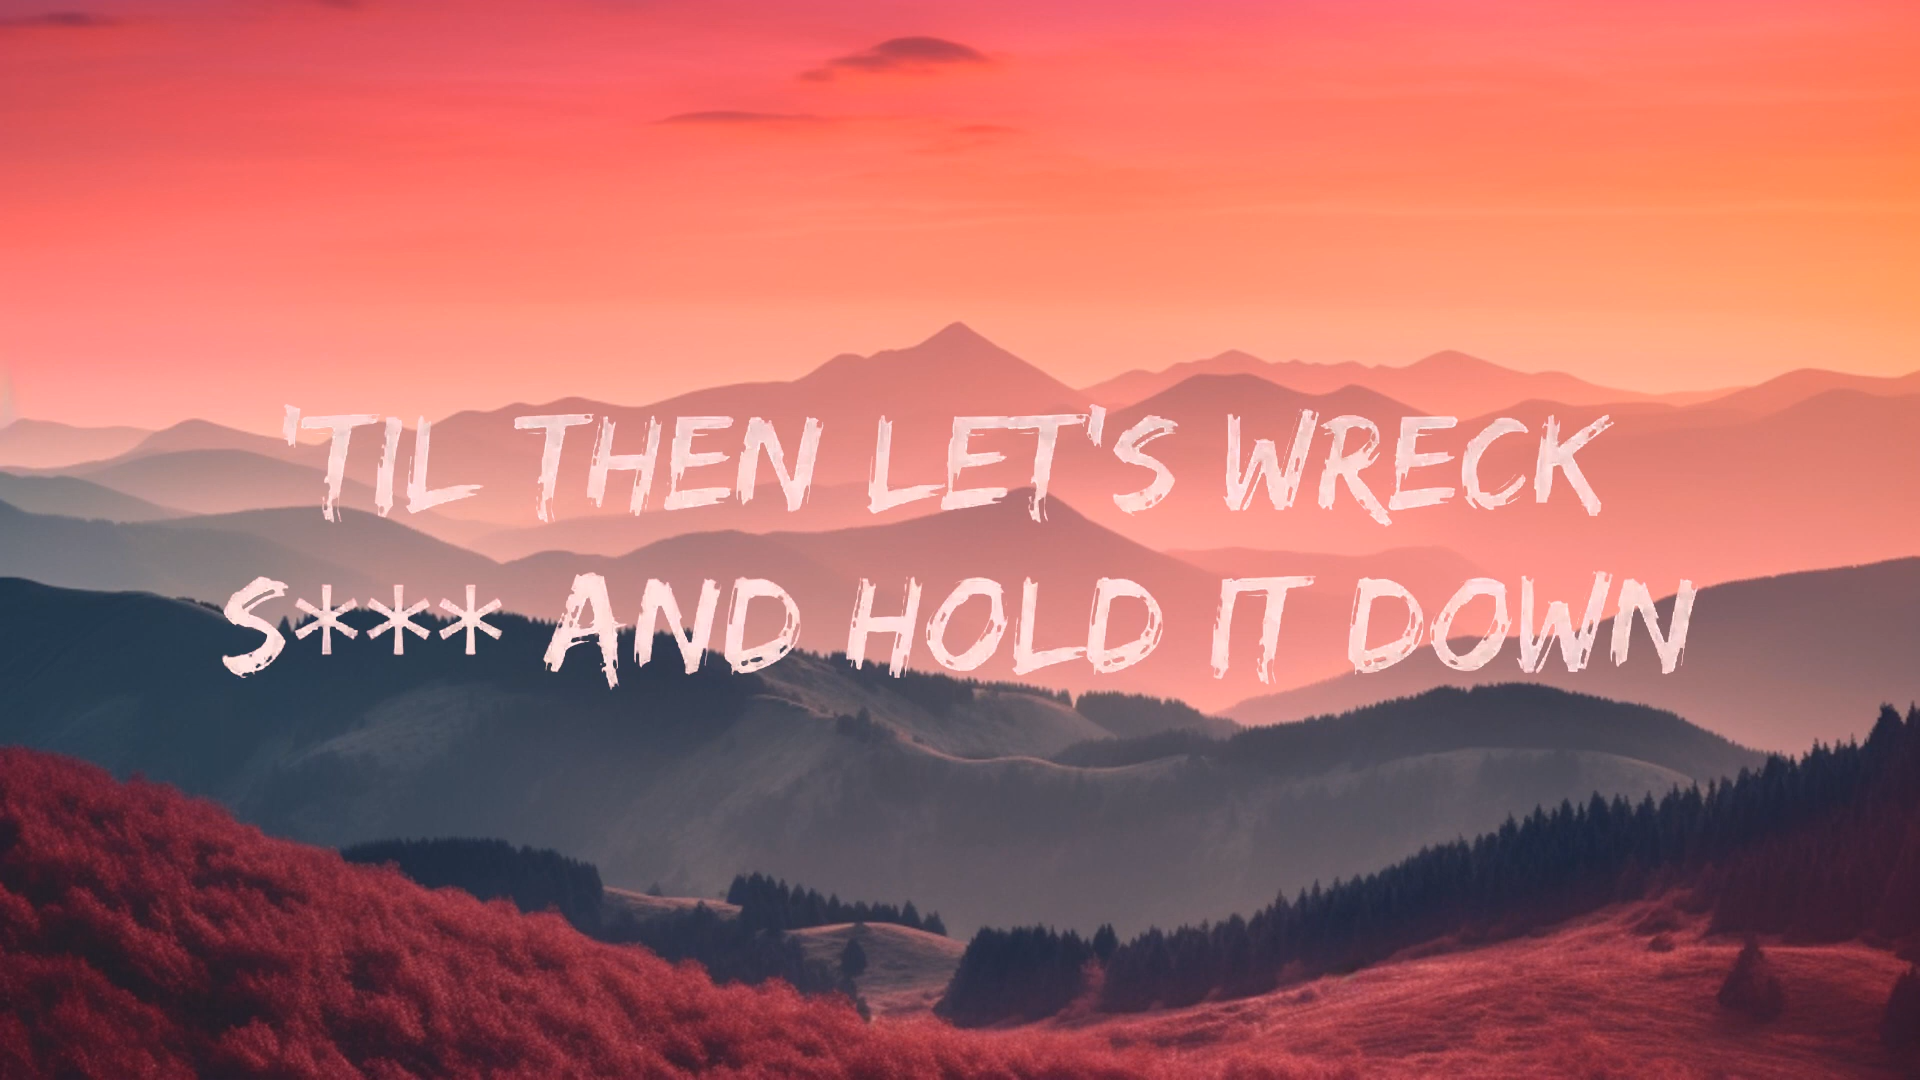 'TIL THEN LET'S WRECK
S*** AND HOLD IT DOWN